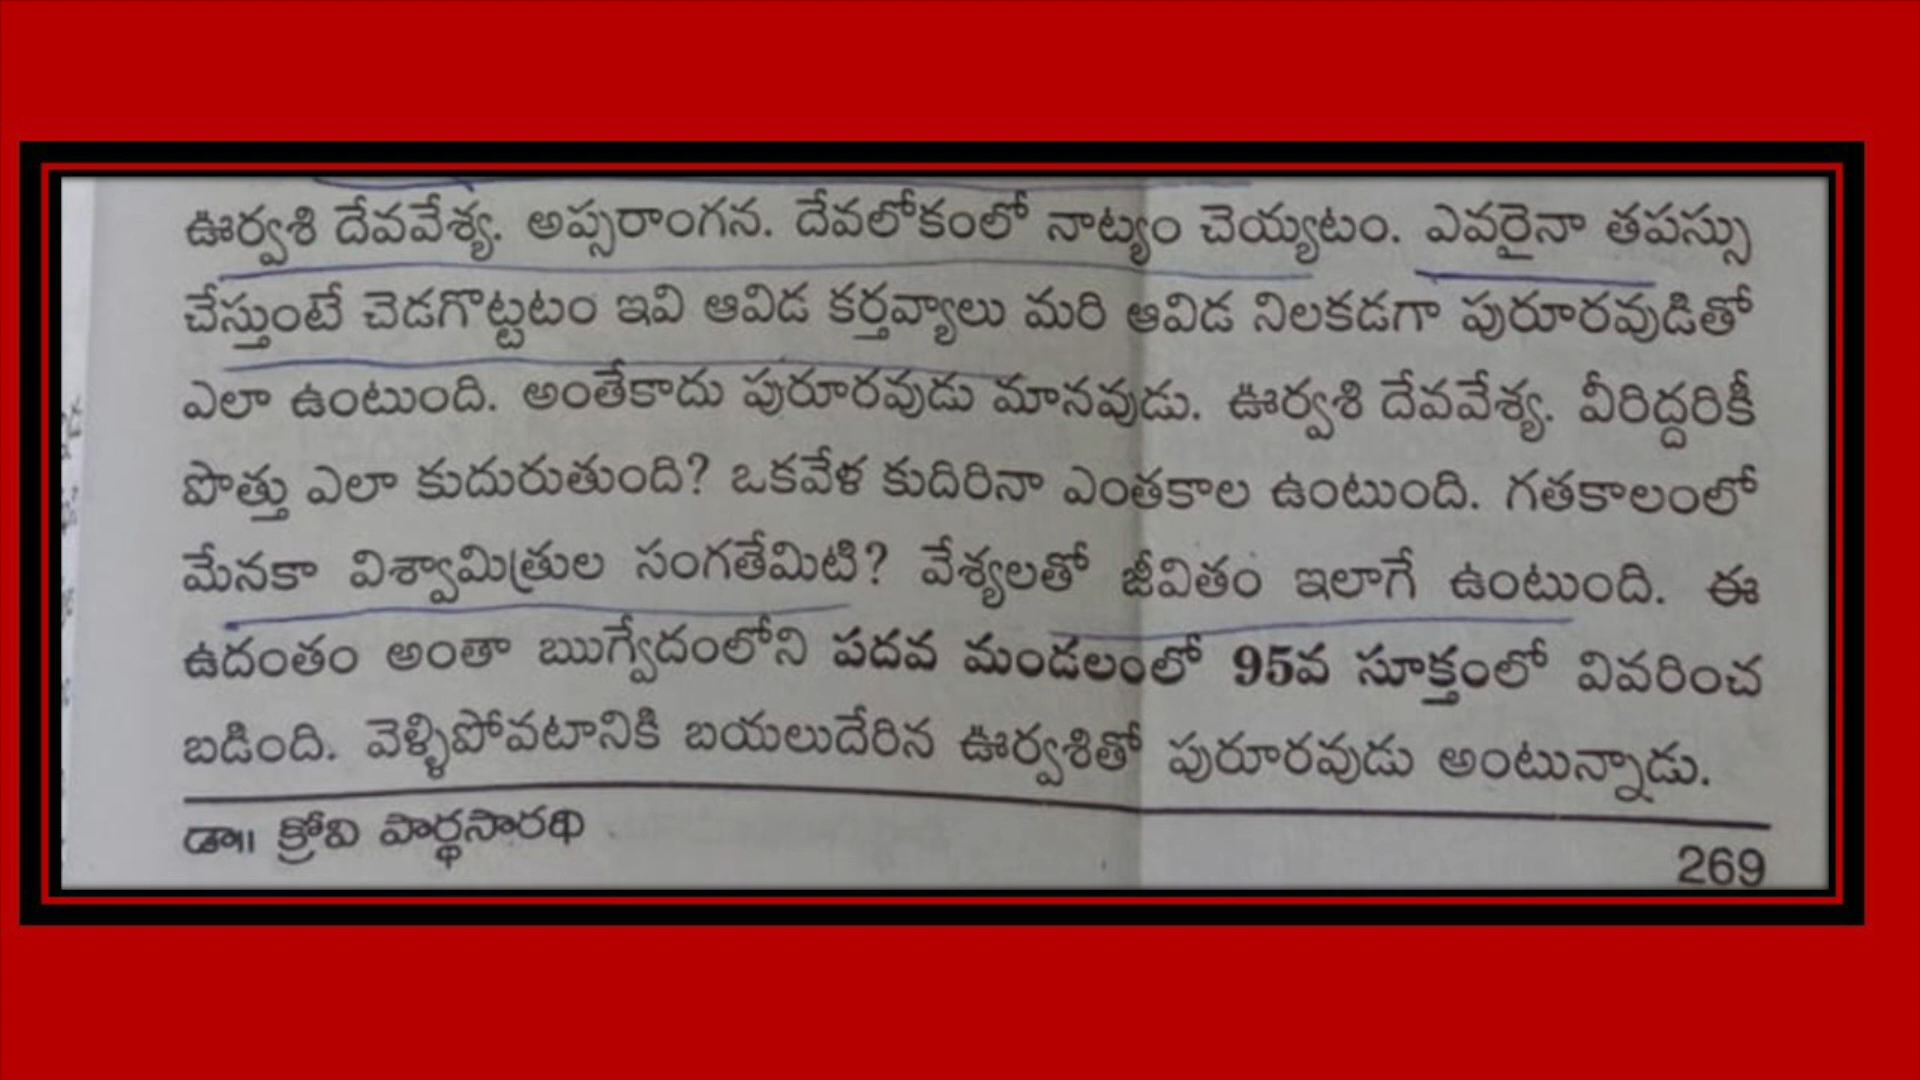 ఊర్వశి దేవవేశ్య. అప్సరాంగన. దేవలోకంలో నాట్యం చెయ్యటం. ఎవరైనా తపస్సు
చేస్తుంటే చెడగొట్టటం ఇవి ఆవిడ కర్తవ్యాలు మరి ఆవిడ నిలకడగా పురూరవుడితో
ఎలా ఉంటుంది. అంతేకాదు పురూరవుడు మానవుడు. ఊర్వశి దేవవేశ్య. వీరిద్దరికీ
పొత్తు ఎలా కుదురుతుంది? ఒకవేళ కుదిరినా ఎంతకాల ఉంటుంది. గతకాలంలో
మేనకా విశ్వామిత్రుల సంగతేమిటి? వేశ్యలతో జీవితం ఇలాగే ఉంటుంది. ఈ
ఉదంతం అంతా ఋగ్వేదంలోని పదవ మండలంలో 95వ సూక్తంలో వివరించ
బడింది. వెళ్ళిపోవటానికి బయలుదేరిన ఊర్వశితో పురూరవుడు అంటున్నాడు.
డా॥ క్రోవి పార్థసారథి
269